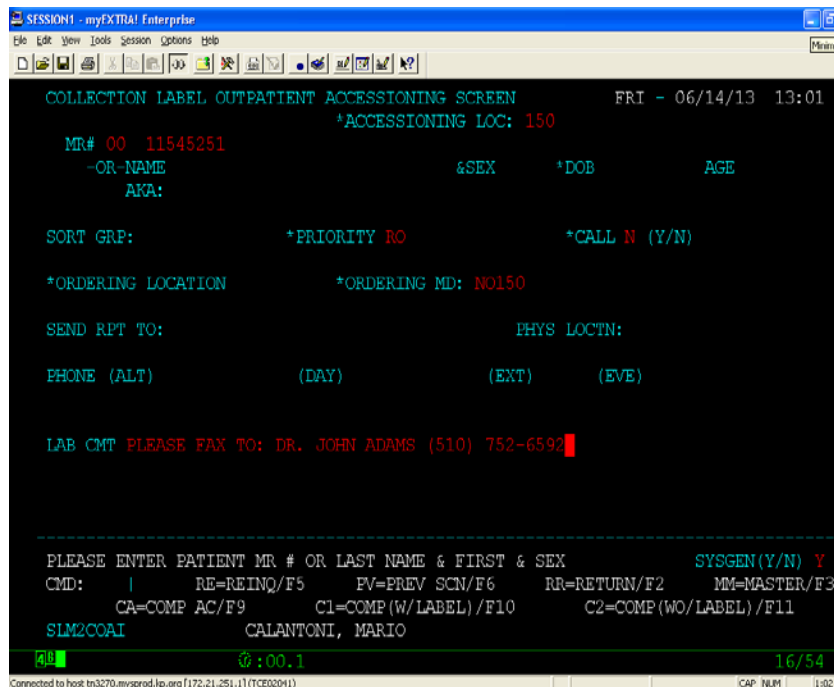 SESSION1 - myEXTRA! Enterprise
File Edit View Tools Session Options Help
COLLECTION LABEL OUTPATIENT ACCESSIONING SCREEN FRI - 06/14/13 13:01
*ACCESSIONING LOC: 150
MR# 00 11545251
-OR-NAME &SEX *DOB AGE
AKA:
SORT GRP: *PRIORITY RO *CALL N (Y/N)
*ORDERING LOCATION *ORDERING MD: NO150
SEND RPT TO: PHYS LOCTN:
PHONE (ALT) (DAY) (EXT) (EVE)
LAB CMT PLEASE FAX TO: DR. JOHN ADAMS (510) 752-6592
PLEASE ENTER PATIENT MR # OR LAST NAME & FIRST & SEX SYSGEN(Y/N) Y
CMD: | RE=REINQ/F5 PV=PREV SCN/F6 RR=RETURN/F2 MM=MASTER/F3
CA=COMP AC/F9 C1=COMP(W/LABEL)/F10 C2=COMP(WO/LABEL)/F11
SLM2COAI CALANTONI, MARIO
:00.1 16/54
Connected to host tn3270.mvsprod.kp.org [172.21.251.1] (TCE02041) CAP NUM 1:02